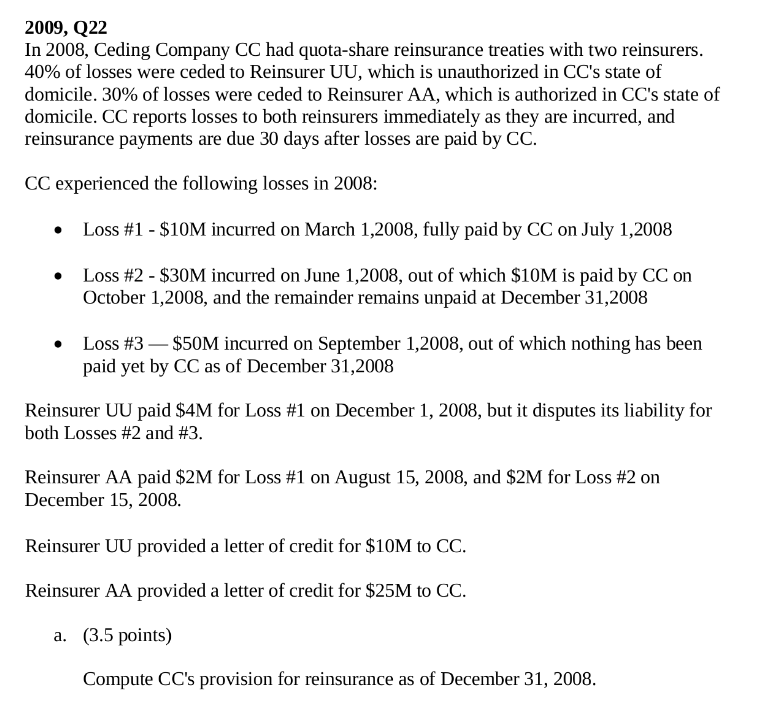 2009, Q22
In 2008, Ceding Company CC had quota-share reinsurance treaties with two reinsurers.
40% of losses were ceded to Reinsurer UU, which is unauthorized in CC's state of
domicile. 30% of losses were ceded to Reinsurer AA, which is authorized in CC's state of
domicile. CC reports losses to both reinsurers immediately as they are incurred, and
reinsurance payments are due 30 days after losses are paid by CC.
CC experienced the following losses in 2008:
• Loss #1 - $10M incurred on March 1,2008, fully paid by CC on July 1,2008
• Loss #2 - $30M incurred on June 1,2008, out of which $10M is paid by CC on
October 1,2008, and the remainder remains unpaid at December 31,2008
• Loss #3 — $50M incurred on September 1,2008, out of which nothing has been
paid yet by CC as of December 31,2008
Reinsurer UU paid $4M for Loss #1 on December 1, 2008, but it disputes its liability for
both Losses #2 and #3.
Reinsurer AA paid $2M for Loss #1 on August 15, 2008, and $2M for Loss #2 on
December 15, 2008.
Reinsurer UU provided a letter of credit for $10M to CC.
Reinsurer AA provided a letter of credit for $25M to CC.
a. (3.5 points)
Compute CC's provision for reinsurance as of December 31, 2008.